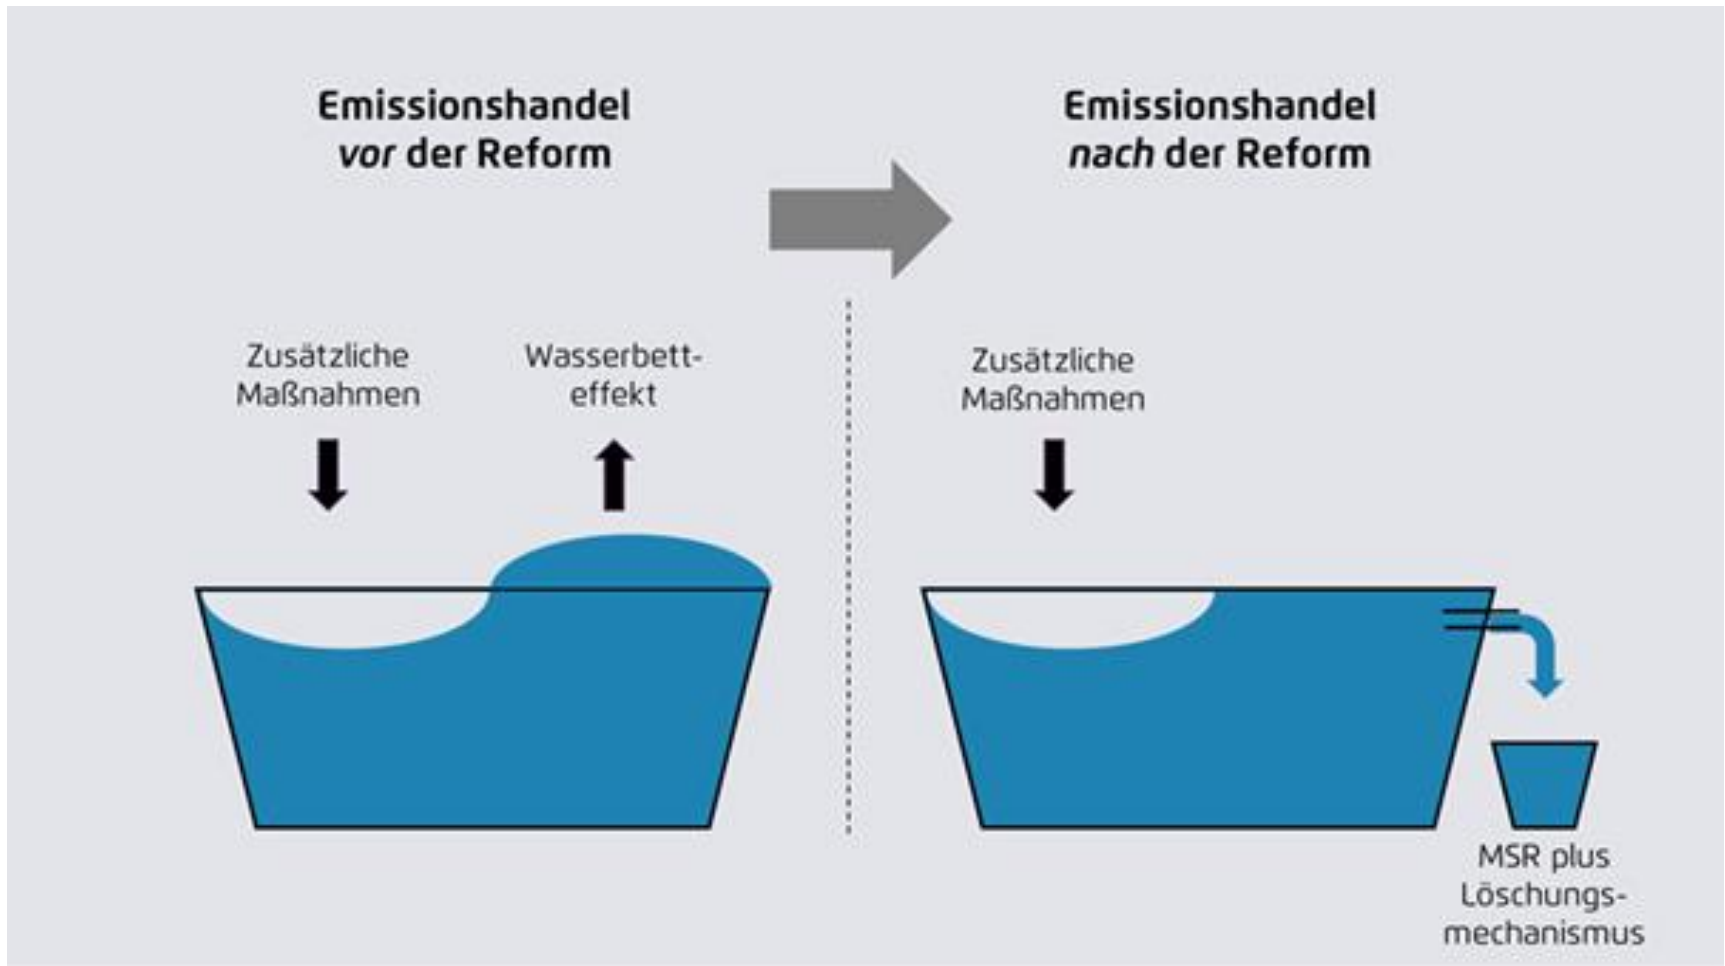 Emissionshandel
vor der Reform
Emissionshandel
nach der Reform
Zusätzliche
Maßnahmen
Wasserbett-
effekt
Zusätzliche
Maßnahmen
MSR plus
Löschungs-
mechanismus